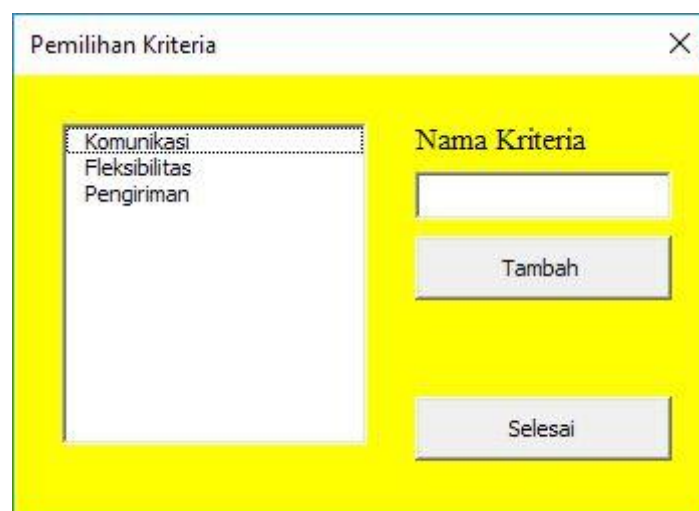 Pemilihan Kriteria
Komunikasi
Fleksibilitas
Pengiriman
Nama Kriteria
Tambah
Selesai